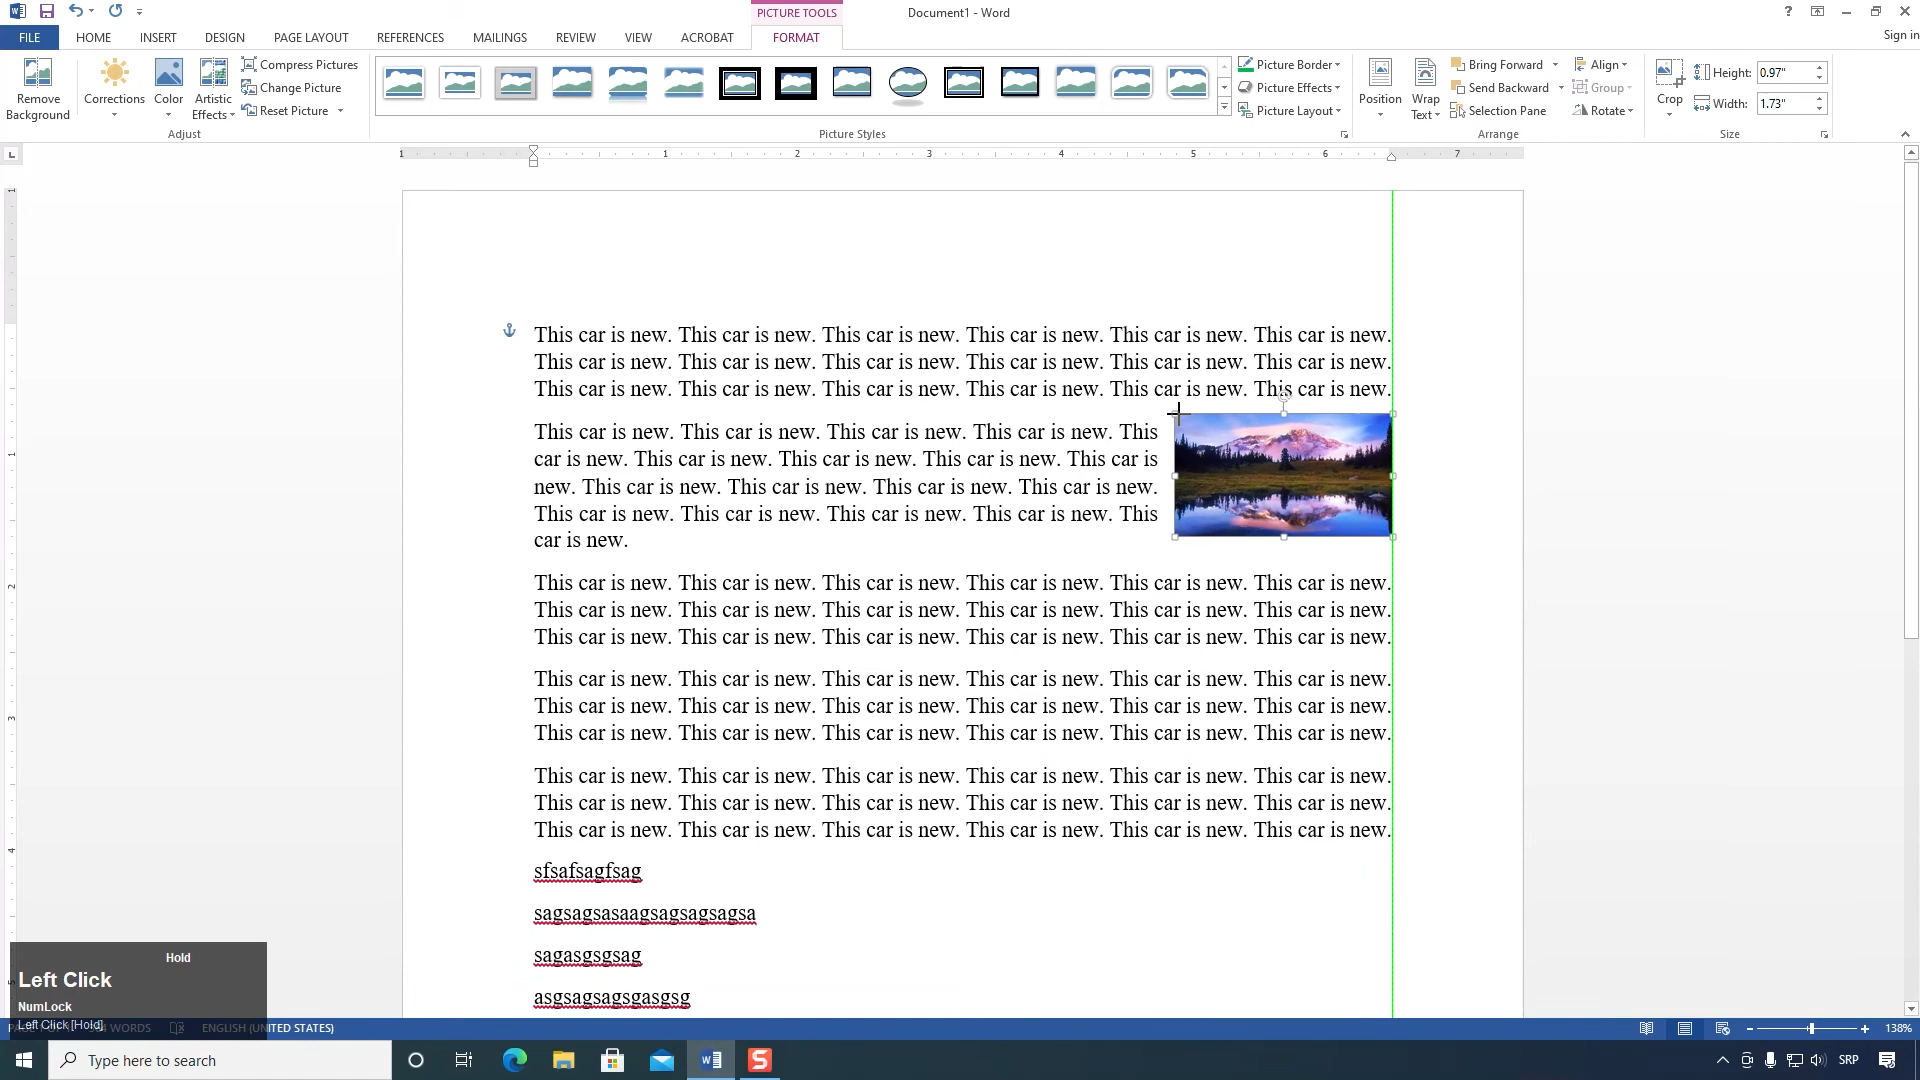 PICTURE TOOLS
Document1 - Word
?
FILE
HOME
INSERT
DESIGN
PAGE LAYOUT
REFERENCES
MAILINGS
REVIEW
VIEW
ACROBAT
FORMAT
Sign in
Remove Background
Corrections
Color
Artistic Effects
Compress Pictures
Change Picture
Reset Picture
Adjust
Picture Styles
Picture Border
Picture Effects
Picture Layout
Position
Wrap Text
Bring Forward
Send Backward
Selection Pane
Align
Group
Rotate
Arrange
Crop
Height: 0.97"
Width: 1.73"
Size
1 1 2 3 4 5 6 7
This car is new. This car is new. This car is new. This car is new. This car is new. This car is new.
This car is new. This car is new. This car is new. This car is new. This car is new. This car is new.
This car is new. This car is new. This car is new. This car is new. This car is new. This car is new.
This car is new. This car is new. This car is new. This car is new. This
car is new. This car is new. This car is new. This car is new. This car is
new. This car is new. This car is new. This car is new. This car is new.
This car is new. This car is new. This car is new. This car is new. This
car is new.
This car is new. This car is new. This car is new. This car is new. This car is new. This car is new.
This car is new. This car is new. This car is new. This car is new. This car is new. This car is new.
This car is new. This car is new. This car is new. This car is new. This car is new. This car is new.
This car is new. This car is new. This car is new. This car is new. This car is new. This car is new.
This car is new. This car is new. This car is new. This car is new. This car is new. This car is new.
This car is new. This car is new. This car is new. This car is new. This car is new. This car is new.
This car is new. This car is new. This car is new. This car is new. This car is new. This car is new.
This car is new. This car is new. This car is new. This car is new. This car is new. This car is new.
This car is new. This car is new. This car is new. This car is new. This car is new. This car is new.
sfsafsagfsag
sagsagsasaagsagsagsagsa
sagasgsgsag
asgsagsagsgasgsg
Hold
Left Click
NumLock
Left Click [Hold]
WORDS
ENGLISH (UNITED STATES)
138%
Type here to search
SRP